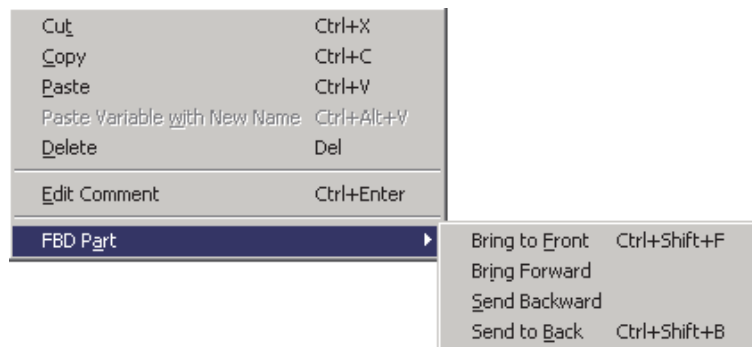 Cut Ctrl+X
Copy Ctrl+C
Paste Ctrl+V
Paste Variable with New Name Ctrl+Alt+V
Delete Del
Edit Comment Ctrl+Enter
FBD Part
Bring to Front Ctrl+Shift+F
Bring Forward
Send Backward
Send to Back Ctrl+Shift+B